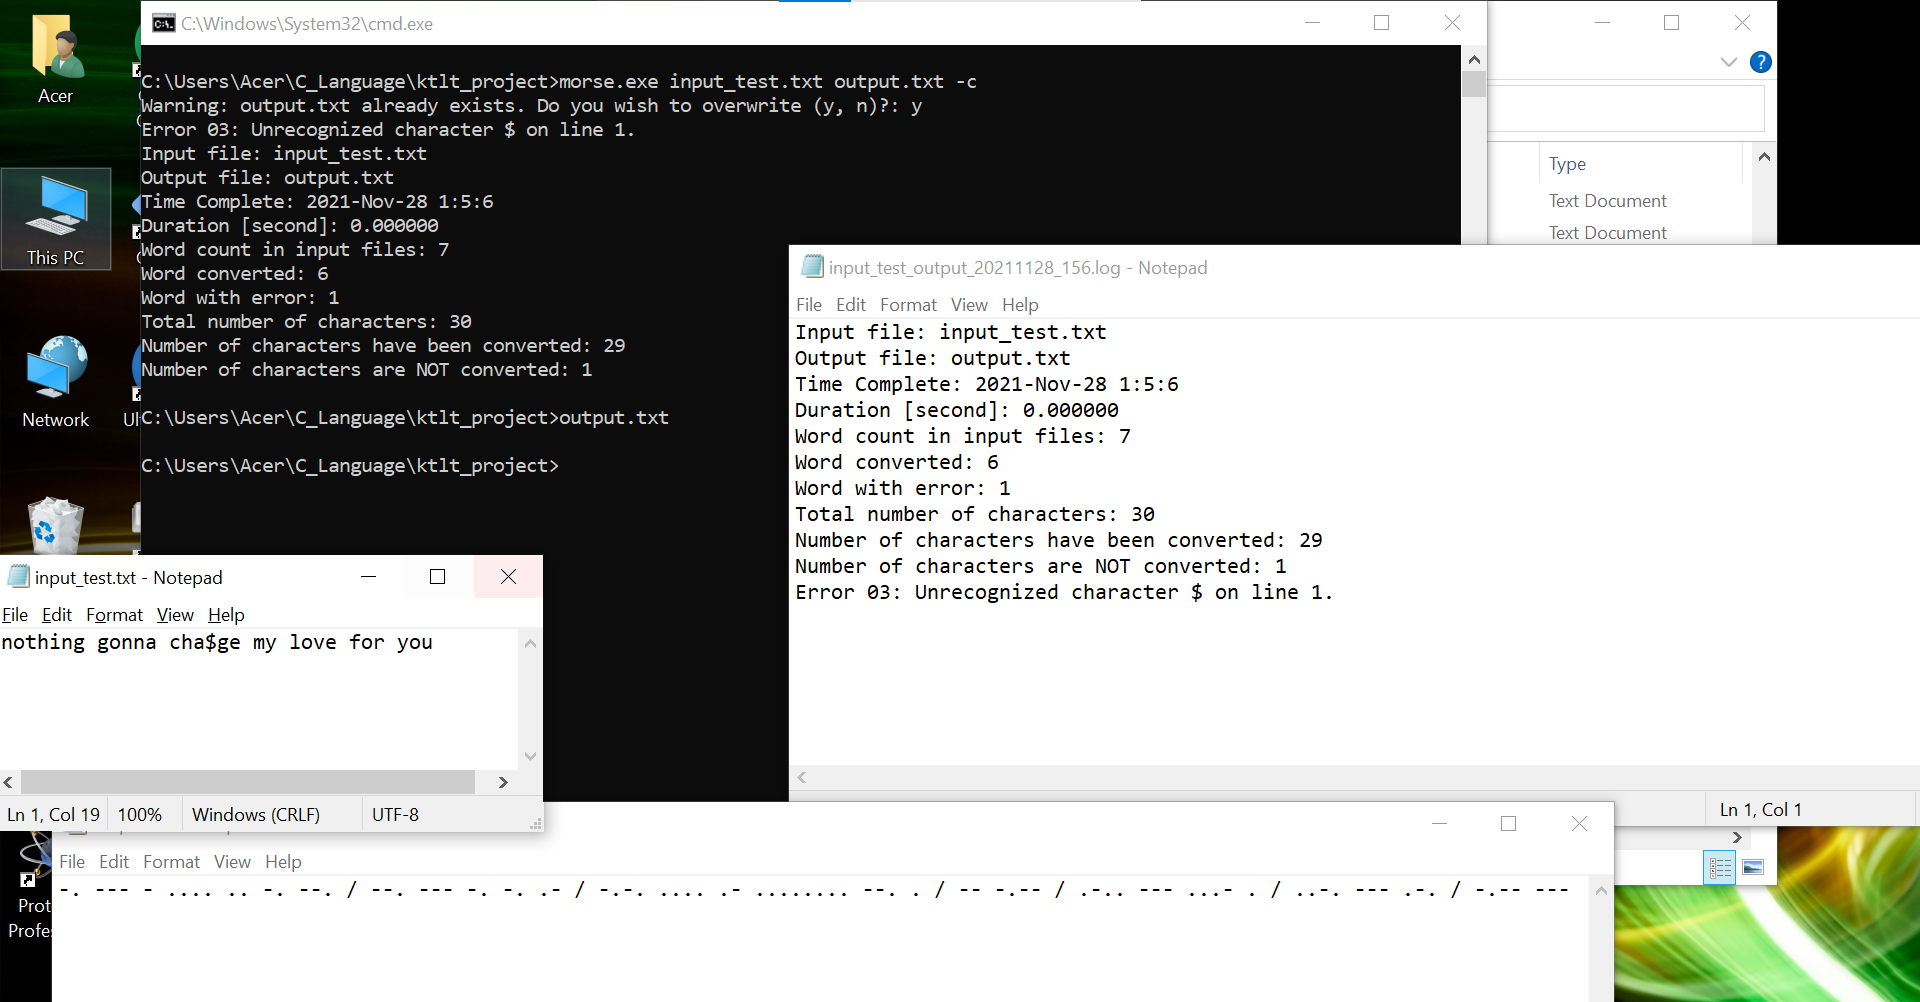 C:\Windows\System32\cmd.exe
C:\Users\Acer\C_Language\ktlt_project>morse.exe input_test.txt output.txt -c
Warning: output.txt already exists. Do you wish to overwrite (y, n)?: y
Error 03: Unrecognized character $ on line 1.
Input file: input_test.txt
Output file: output.txt
Time Complete: 2021-Nov-28 1:5:6
Duration [second]: 0.000000
Word count in input files: 7
Word converted: 6
Word with error: 1
Total number of characters: 30
Number of characters have been converted: 29
Number of characters are NOT converted: 1
C:\Users\Acer\C_Language\ktlt_project>output.txt
C:\Users\Acer\C_Language\ktlt_project>
Acer
This PC
Network
Type
Text Document
Text Document
input_test_output_20211128_156.log - Notepad
File Edit Format View Help
Input file: input_test.txt
Output file: output.txt
Time Complete: 2021-Nov-28 1:5:6
Duration [second]: 0.000000
Word count in input files: 7
Word converted: 6
Word with error: 1
Total number of characters: 30
Number of characters have been converted: 29
Number of characters are NOT converted: 1
Error 03: Unrecognized character $ on line 1.
Ln 1, Col 1
input_test.txt - Notepad
File Edit Format View Help
nothing gonna cha$ge my love for you
Ln 1, Col 19 100% Windows (CRLF) UTF-8
File Edit Format View Help
-. --- - .... .. -. --. / --. --- -. -. .- / -.-. .... .- ........ --. . / -- -.-- / .-.. --- ...- . / ..-. --- .-. / -.-- ---